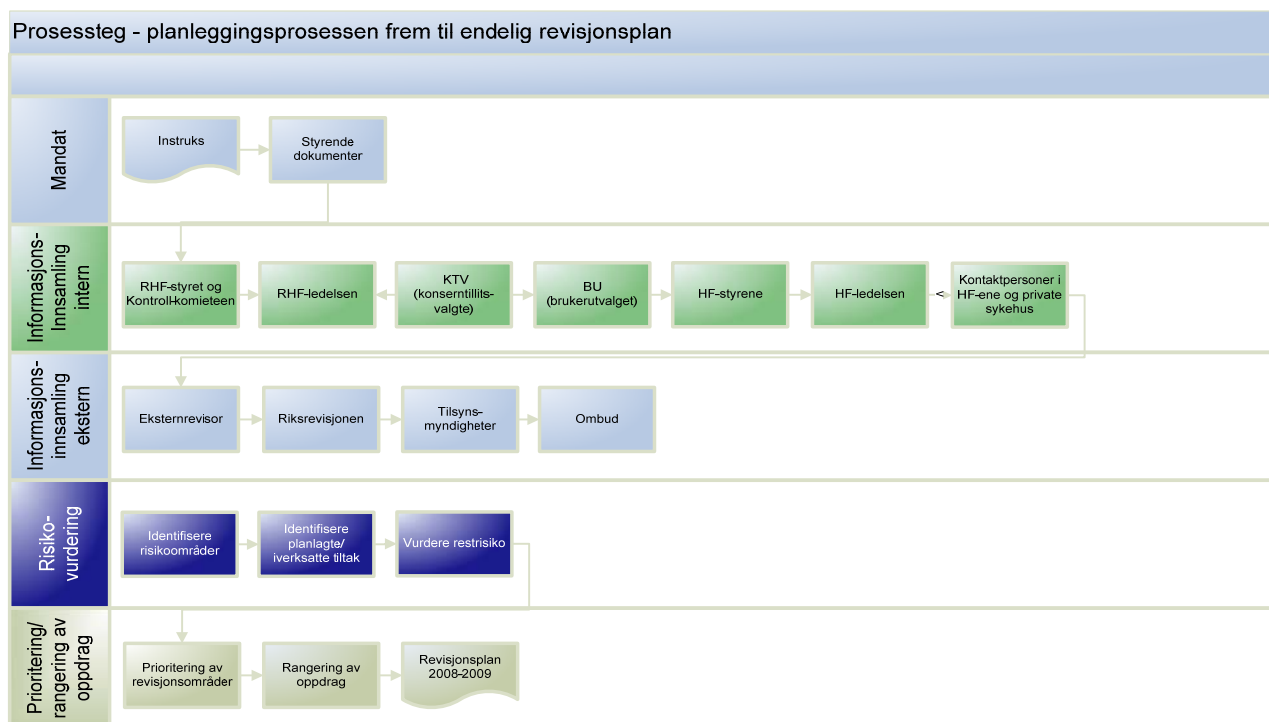 Prosessteg - planleggingsprosessen frem til endelig revisjonsplan
Mandat
Instruks
Styrende
dokumenter
Informasjons-
Innsamling
intern
RHF-styret og
Kontroll-komieteen
RHF-ledelsen
KTV
(konserntillits-
valgte)
BU
(brukerutvalget)
HF-styrene
HF-ledelsen
<
Kontaktpersoner i
HF-ene og private
sykehus
Informasjons-
innsamling
ekstern
Eksternrevisor
Riksrevisjonen
Tilsyns-
myndigheter
Ombud
Risiko-
vurdering
Identifisere
risikoområder
Identifisere
planlagte/
iverksatte tiltak
Vurdere restrisiko
Prioritering/
rangering av
oppdrag
Prioritering av
revisjonsområder
Rangering av
oppdrag
Revisjonsplan
2008-2009